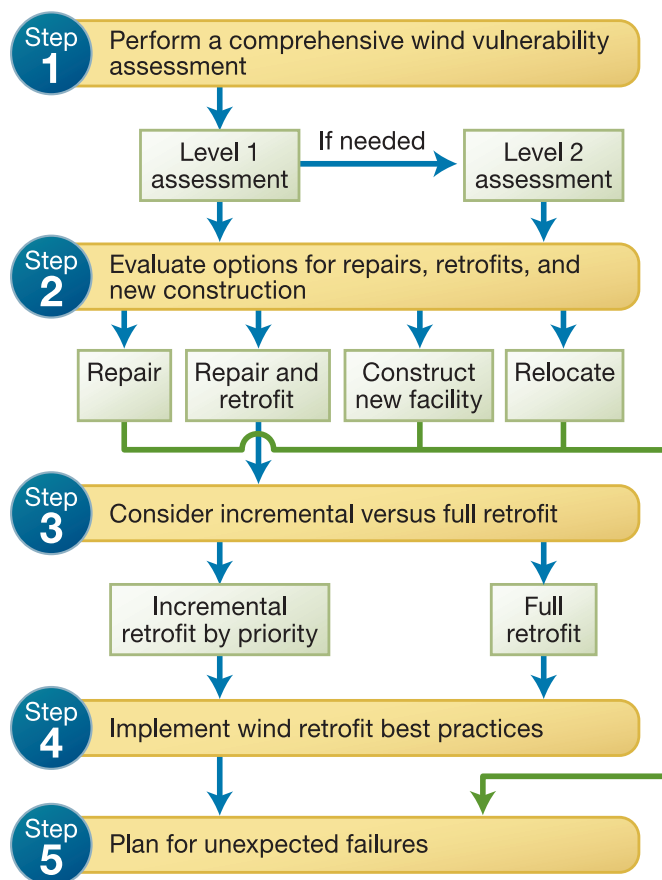 Step
1
Perform a comprehensive wind vulnerability
assessment
Level 1
assessment
If needed
Level 2
assessment
Step
2
Evaluate options for repairs, retrofits, and
new construction
Repair
Repair and
retrofit
Construct
new facility
Relocate
Step
3
Consider incremental versus full retrofit
Incremental
retrofit by priority
Full
retrofit
Step
4
Implement wind retrofit best practices
Step
5
Plan for unexpected failures